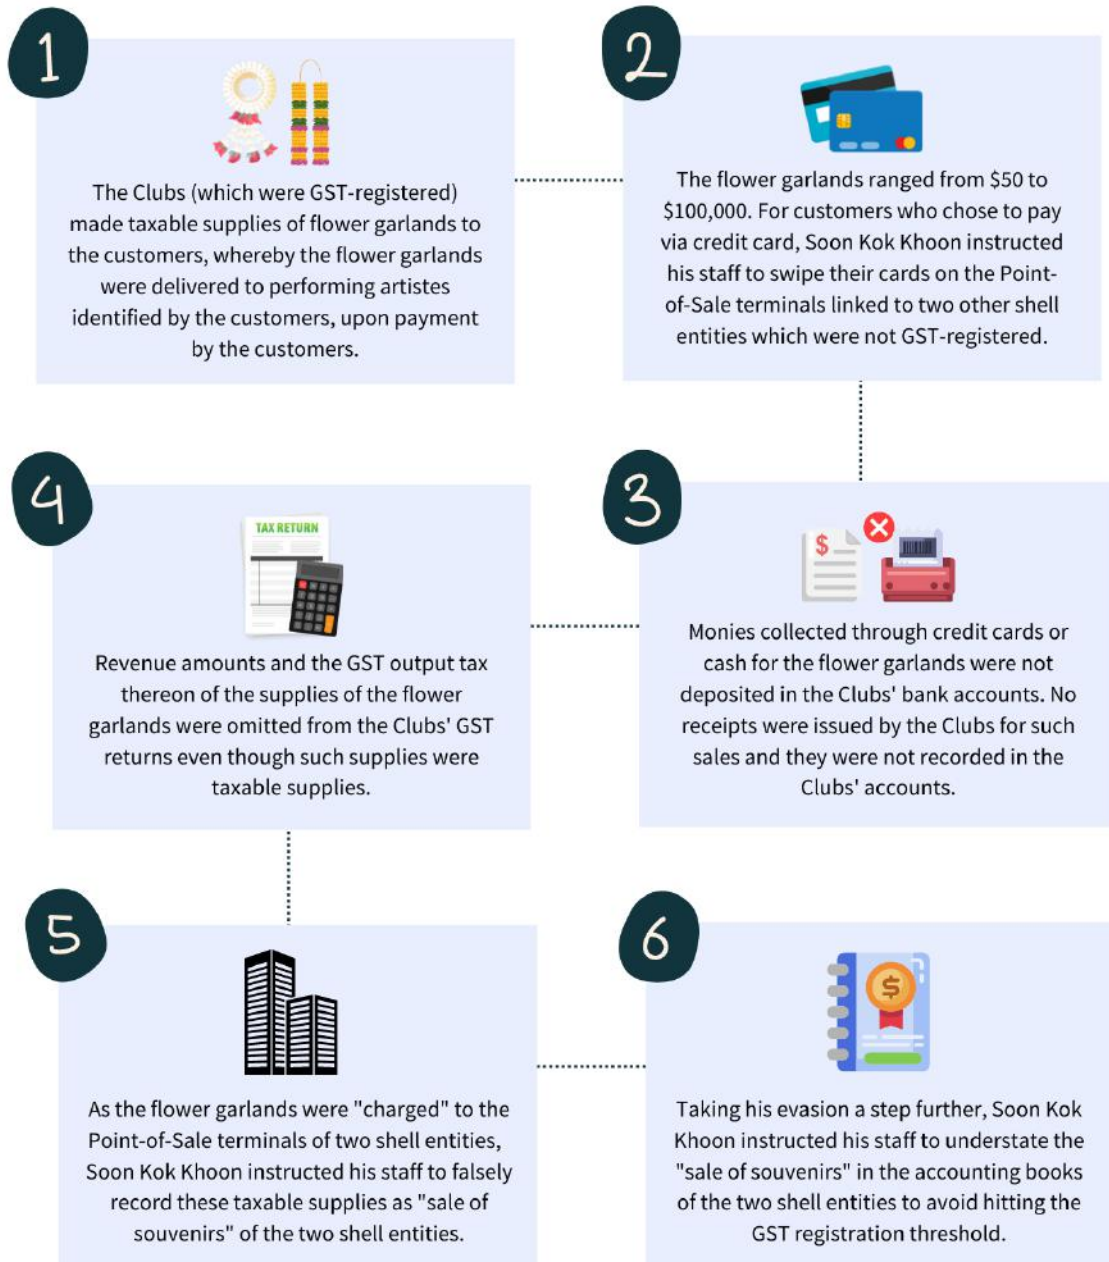 1
The Clubs (which were GST-registered)
made taxable supplies of flower garlands to
the customers, whereby the flower garlands
were delivered to performing artistes
identified by the customers, upon payment
by the customers.
2
The flower garlands ranged from $50 to
$100,000. For customers who chose to pay
via credit card, Soon Kok Khoon instructed
his staff to swipe their cards on the Point-
of-Sale terminals linked to two other shell
entities which were not GST-registered.
3
$
Monies collected through credit cards or
cash for the flower garlands were not
deposited in the Clubs' bank accounts. No
receipts were issued by the Clubs for such
sales and they were not recorded in the
Clubs' accounts.
4
TAX RETURN
Revenue amounts and the GST output tax
thereon of the supplies of the flower
garlands were omitted from the Clubs' GST
returns even though such supplies were
taxable supplies.
5
As the flower garlands were "charged" to the
Point-of-Sale terminals of two shell entities,
Soon Kok Khoon instructed his staff to falsely
record these taxable supplies as "sale of
souvenirs" of the two shell entities.
6
$
Taking his evasion a step further, Soon Kok
Khoon instructed his staff to understate the
"sale of souvenirs" in the accounting books
of the two shell entities to avoid hitting the
GST registration threshold.